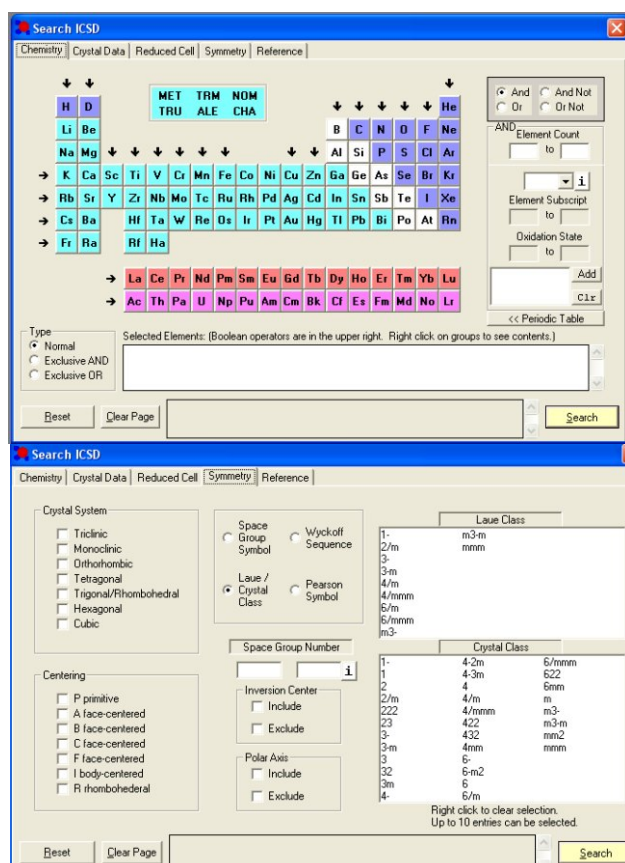 Search ICSD
Chemistry Crystal Data Reduced Cell Symmetry Reference
MET TRM NOM
TRU ALE CHA
H D He
Li Be B C N O F Ne
Na Mg Al Si P S Cl Ar
K Ca Sc Ti V Cr Mn Fe Co Ni Cu Zn Ga Ge As Se Br Kr
Rb Sr Y Zr Nb Mo Tc Ru Rh Pd Ag Cd In Sn Sb Te I Xe
Cs Ba Hf Ta W Re Os Ir Pt Au Hg Tl Pb Bi Po At Rn
Fr Ra Rf Ha
La Ce Pr Nd Pm Sm Eu Gd Tb Dy Ho Er Tm Yb Lu
Ac Th Pa U Np Pu Am Cm Bk Cf Es Fm Md No Lr
And And Not
Or Or Not
AND
Element Count
to
i
Element Subscript
to
Oxidation State
to
Add
Clr
<< Periodic Table
Type
Normal
Exclusive AND
Exclusive OR
Selected Elements: (Boolean operators are in the upper right. Right click on groups to see contents.)
Reset Clear Page Search
Search ICSD
Chemistry Crystal Data Reduced Cell Symmetry Reference
Crystal System
Triclinic
Monoclinic
Orthorhombic
Tetragonal
Trigonal/Rhombohedral
Hexagonal
Cubic
Centering
P primitive
A face-centered
B face-centered
C face-centered
F face-centered
I body-centered
R rhombohederal
Space Group Symbol
Wyckoff Sequence
Laue / Crystal Class
Pearson Symbol
Space Group Number
i
Inversion Center
Include
Exclude
Polar Axis
Include
Exclude
Laue Class
1- m3-m
2/m mmm
3-
3-m
4/m
4/mmm
6/m
6/mmm
m3-
Crystal Class
1- 4-2m 6/mmm
1 4-3m 622
2 4 6mm
2/m 4/m m
222 4/mmm m3-
23 422 m3-m
3- 432 mm2
3-m 4mm mmm
3 6-
32 6-m2
3m 6
4- 6/m
Right click to clear selection.
Up to 10 entries can be selected.
Reset Clear Page Search